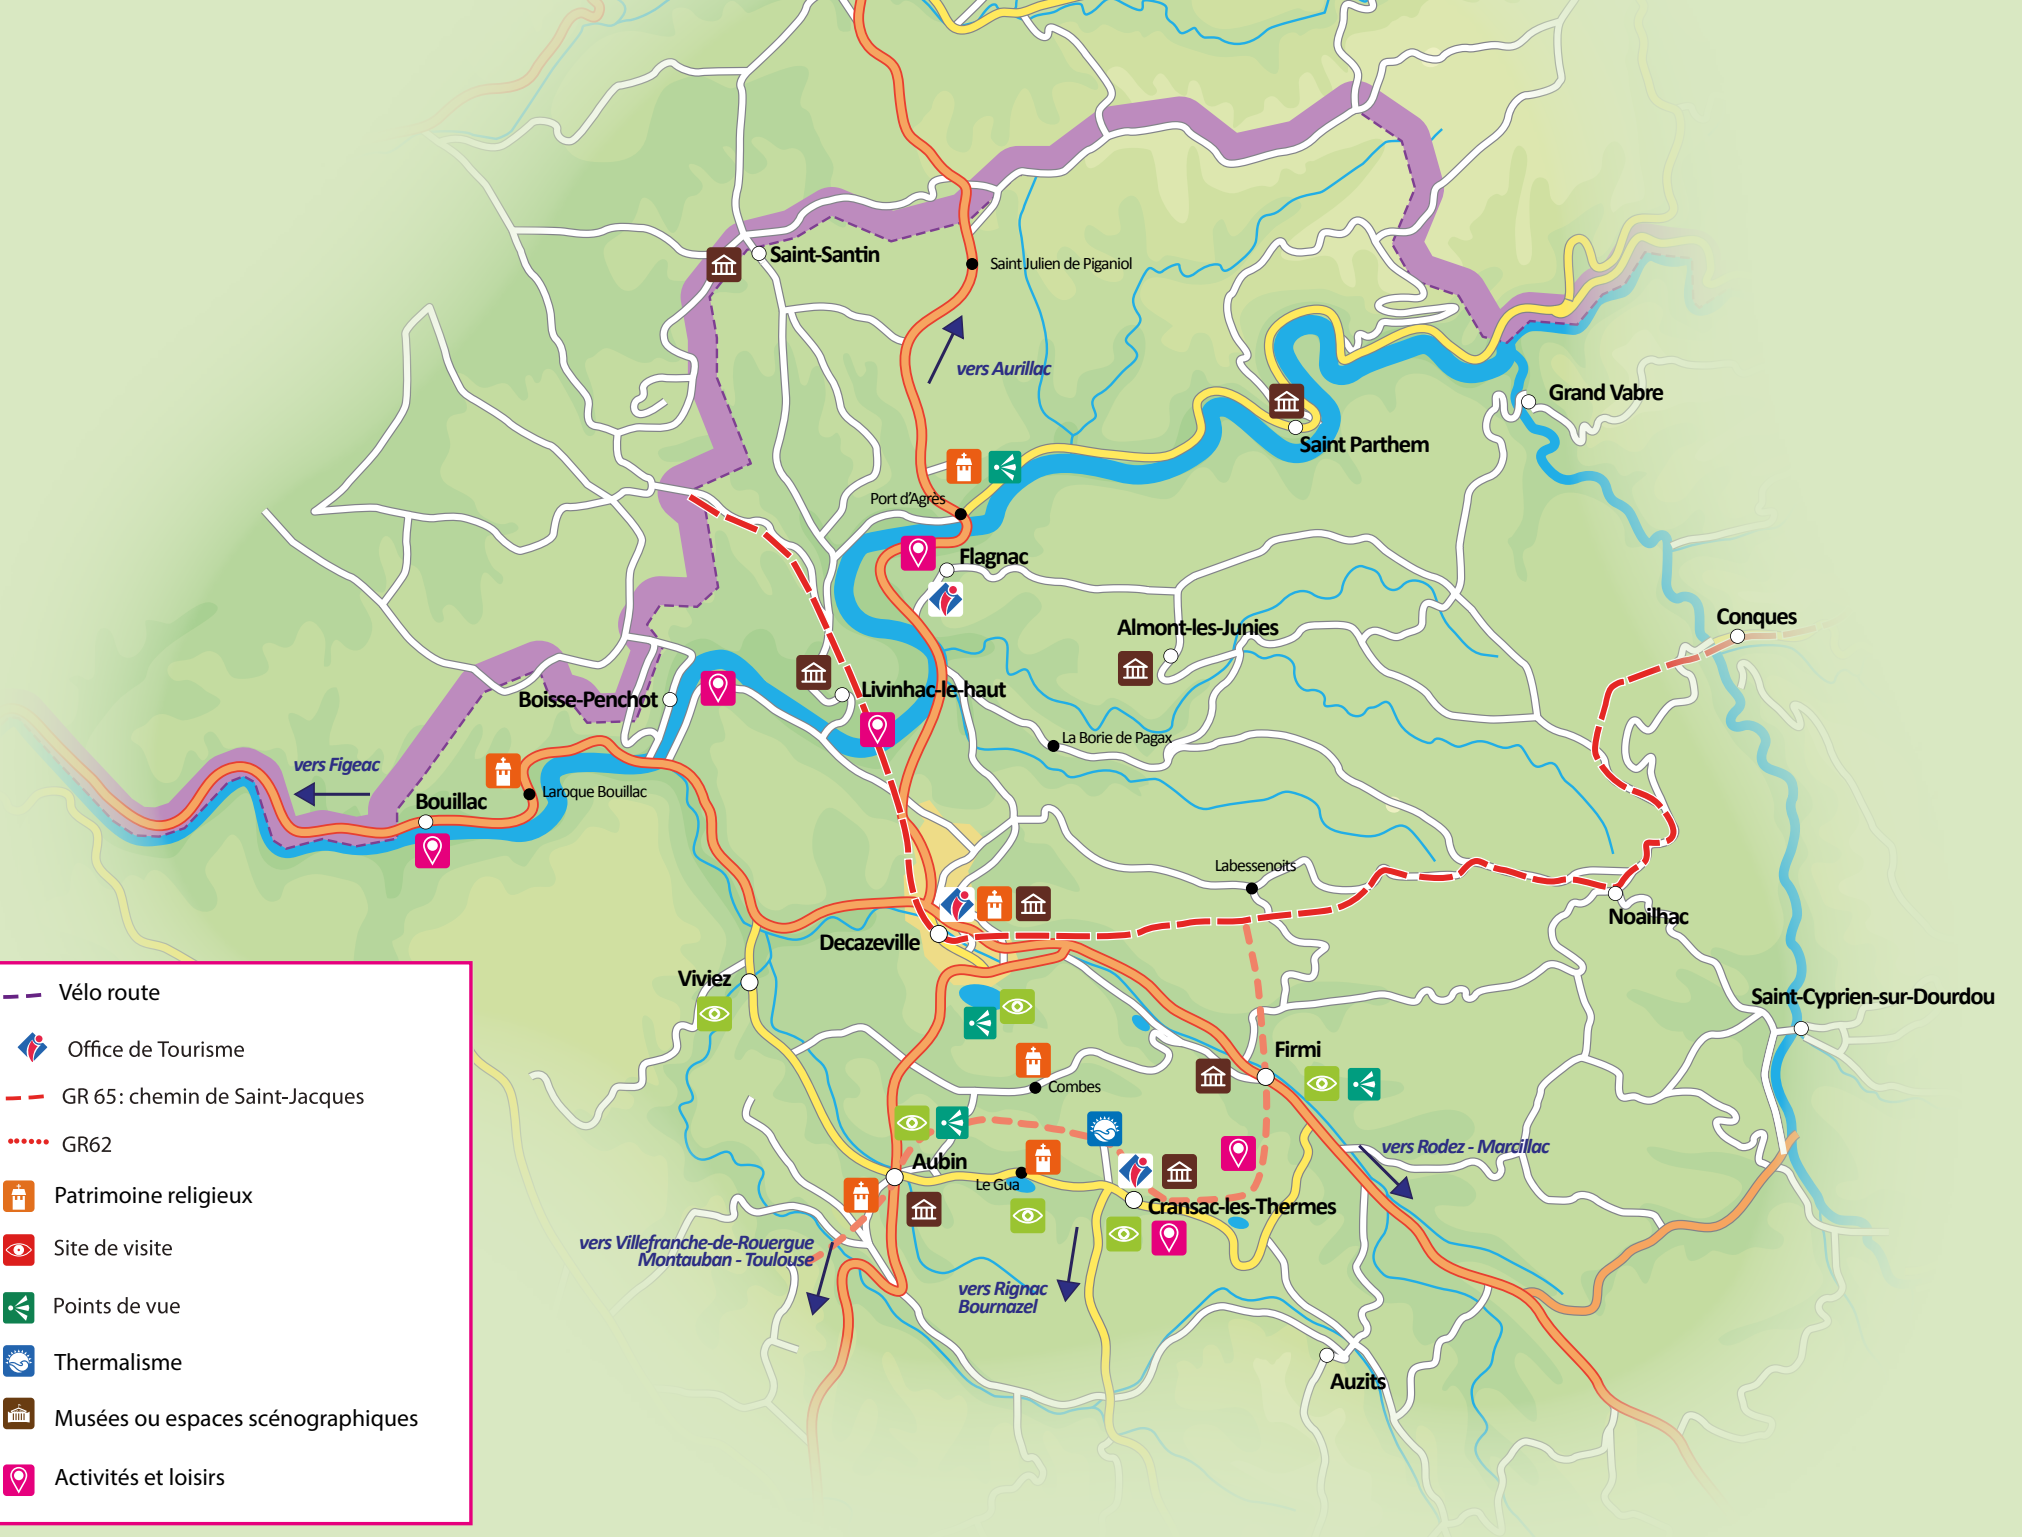 Saint-Santin
Saint Julien de Piganiol
vers Aurillac
Grand Vabre
Saint Parthem
Port d'Agrès
Flagnac
Conques
Almont-les-Junies
Livinhac-le-haut
Boisse-Penchot
La Borie de Pagax
vers Figeac
Laroque Bouillac
Bouillac
Labessenoits
Noailhac
Decazeville
Viviez
Saint-Cyprien-sur-Dourdou
Firmi
Combes
vers Rodez - Marcillac
Aubin
Le Gua
Cransac-les-Thermes
vers Villefranche-de-Rouergue
Montauban - Toulouse
vers Rignac
Bournazel
Auzits
Vélo route
Office de Tourisme
GR 65: chemin de Saint-Jacques
GR62
Patrimoine religieux
Site de visite
Points de vue
Thermalisme
Musées ou espaces scénographiques
Activités et loisirs